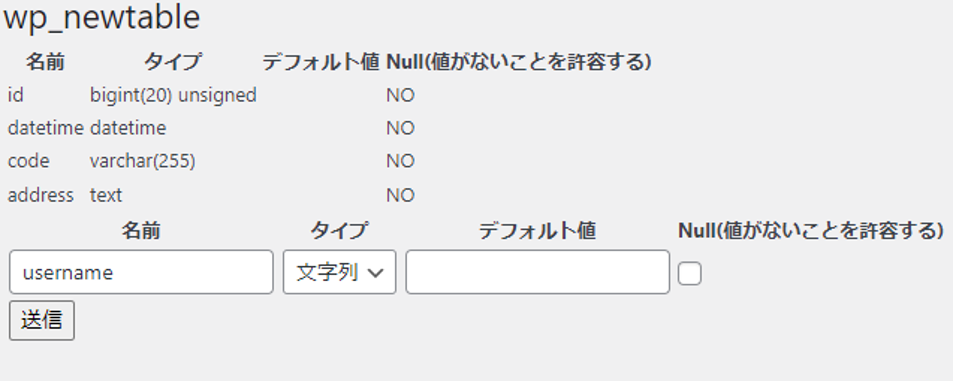 wp_newtable
名前 タイプ デフォルト値 Null(値がないことを許容する)
id bigint(20) unsigned NO
datetime datetime NO
code varchar(255) NO
address text NO
名前 タイプ デフォルト値 Null(値がないことを許容する)
username 文字列
送信